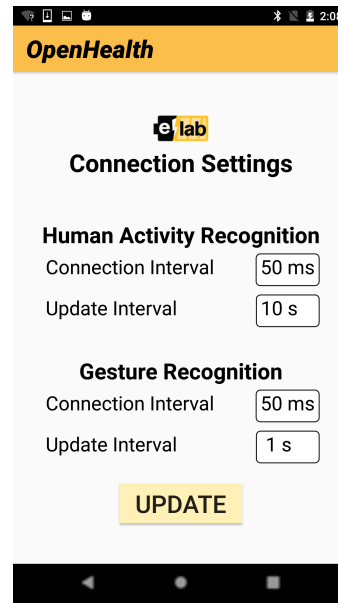 2:08
OpenHealth
e lab
Connection Settings
Human Activity Recognition
Connection Interval 50 ms
Update Interval 10 s
Gesture Recognition
Connection Interval 50 ms
Update Interval 1 s
UPDATE